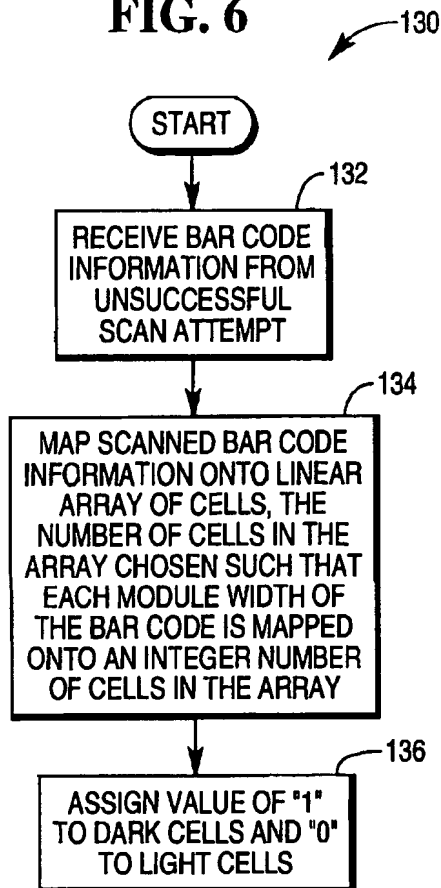 FIG. 6
130
START
132
RECEIVE BAR CODE
INFORMATION FROM
UNSUCCESSFUL
SCAN ATTEMPT
134
MAP SCANNED BAR CODE
INFORMATION ONTO LINEAR
ARRAY OF CELLS, THE
NUMBER OF CELLS IN THE
ARRAY CHOSEN SUCH THAT
EACH MODULE WIDTH OF
THE BAR CODE IS MAPPED
ONTO AN INTEGER NUMBER
OF CELLS IN THE ARRAY
136
ASSIGN VALUE OF "1"
TO DARK CELLS AND "0"
TO LIGHT CELLS